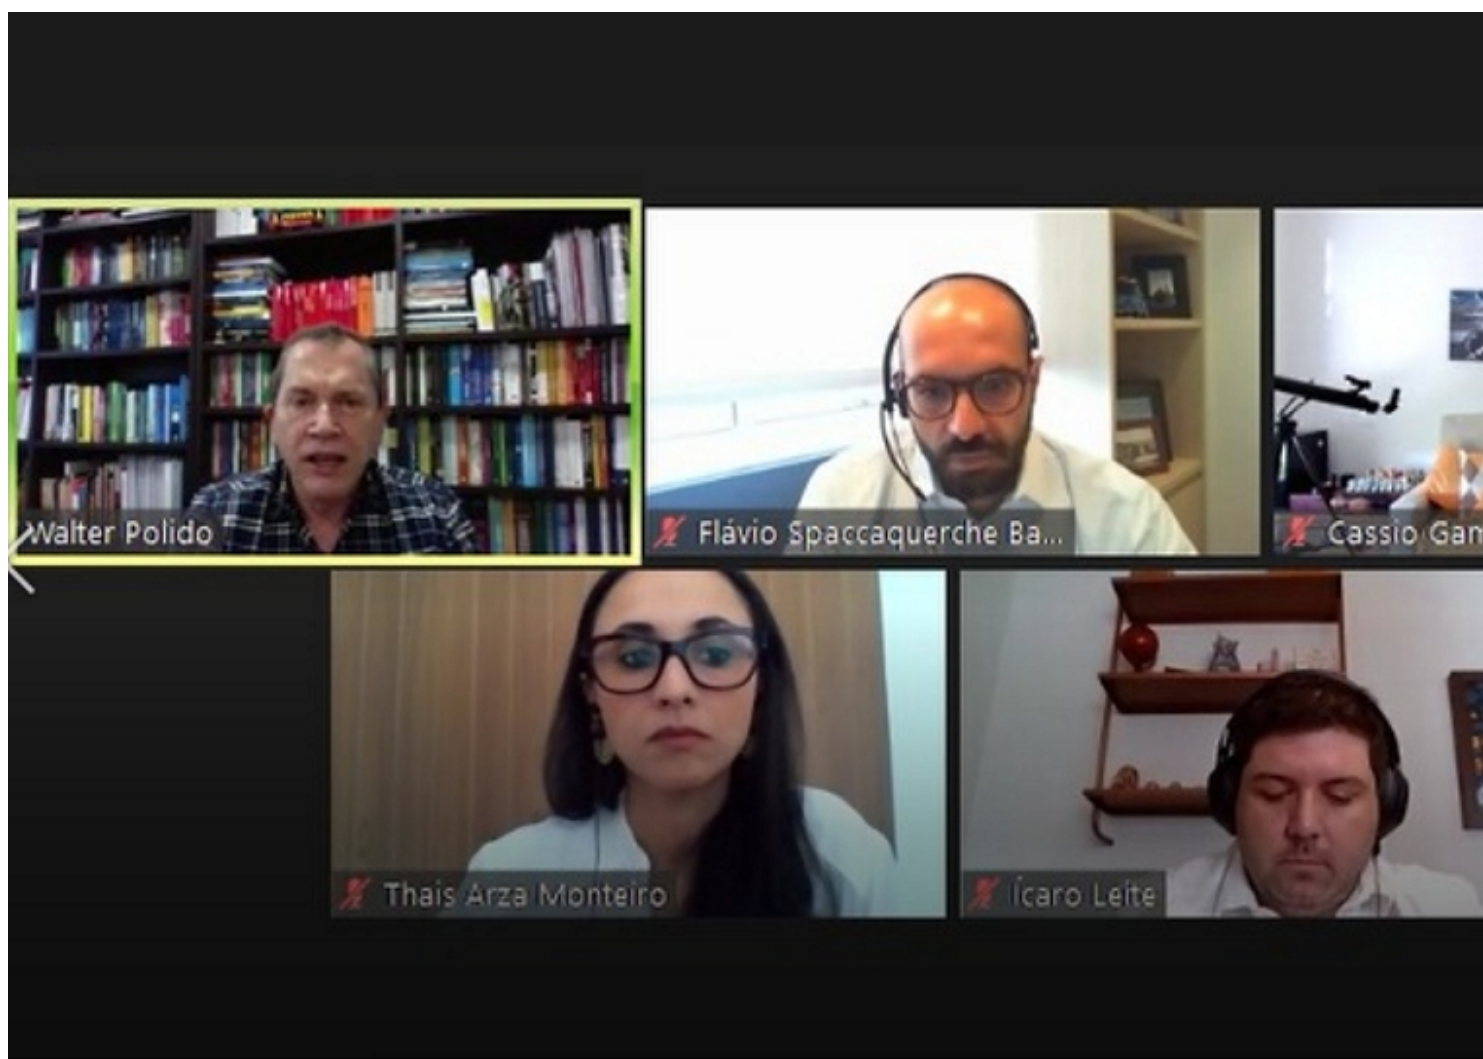 Walter Polido
Flávio Spaccaquerche Ba...
Cassio Gam
Thais Arza Monteiro
Ícaro Leite